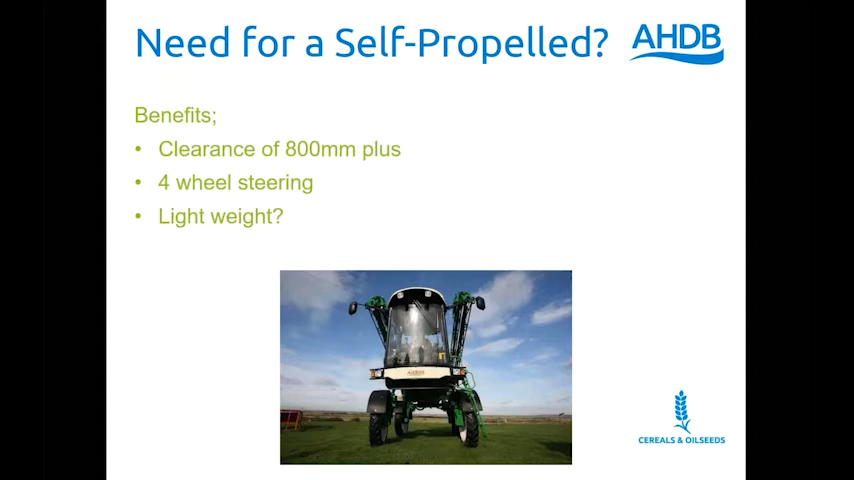 Need for a Self-Propelled?
AHDB
Benefits;
• Clearance of 800mm plus
• 4 wheel steering
• Light weight?
CEREALS & OILSEEDS